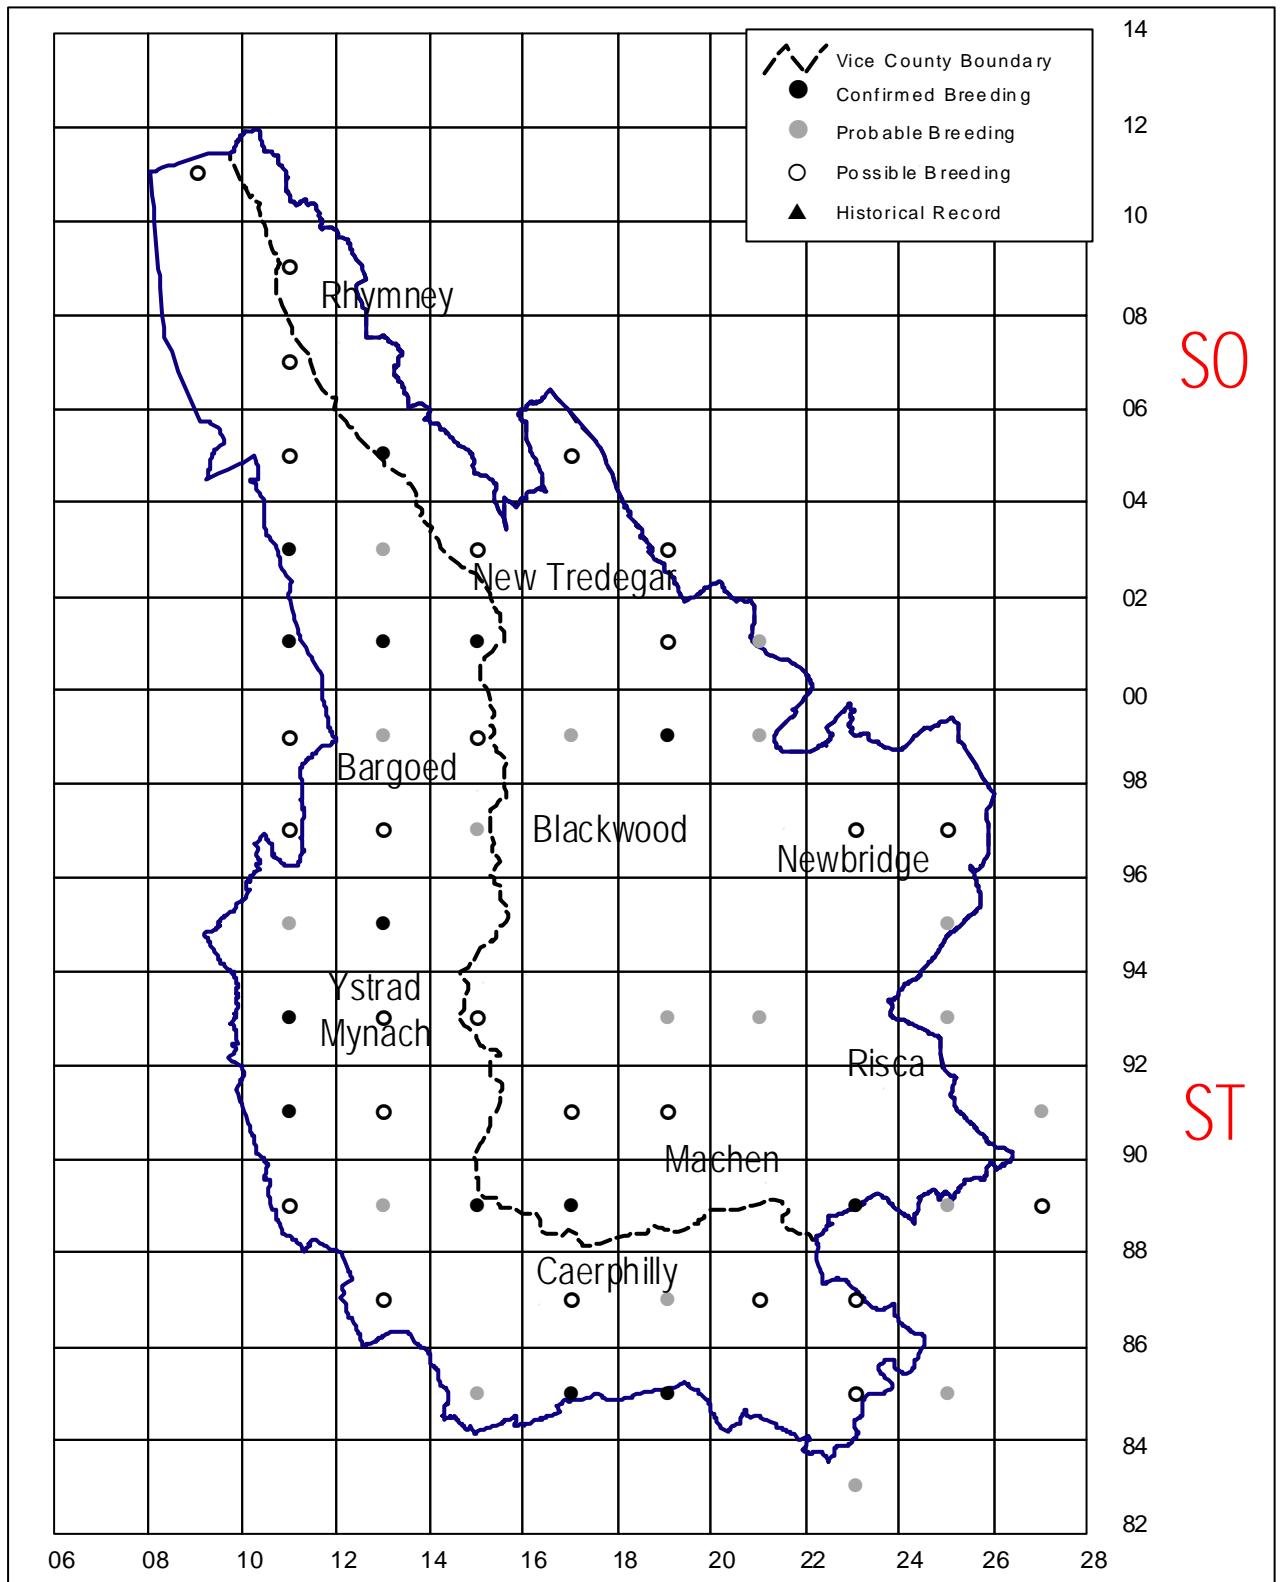 14
Vice County Boundary
Confirmed Breeding
Probable Breeding
Possible Breeding
Historical Record
12
10
Rhymney
08
SO
06
04
New Tredegar
02
00
Bargoed
98
Blackwood
Newbridge
96
94
Ystrad
Mynach
Risca
92
ST
Machen
90
88
Caerphilly
86
84
82
06 08 10 12 14 16 18 20 22 24 26 28